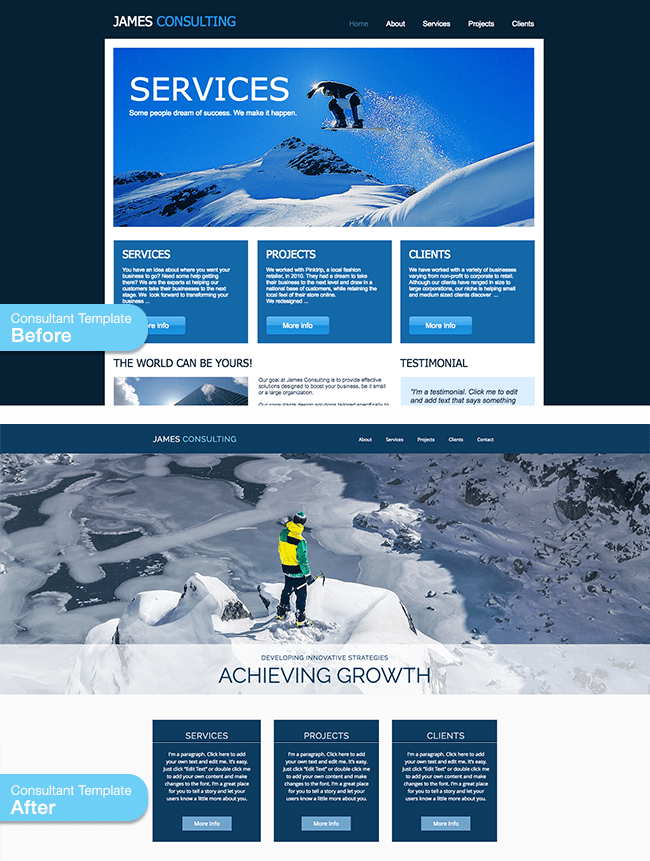 JAMES CONSULTING
Home About Services Projects Clients
SERVICES
Some people dream of success. We make it happen.
SERVICES
You have an idea about where you want your
business to go? Need some help getting
there? We are the experts at helping our
customers take their businesses to the next
stage. We look forward to transforming your
business ...
More info
PROJECTS
We worked with Pinktrip, a local fashion
retailer, in 2010. They had a dream to take
their business to the next level and draw in a
national base of customers, while retaining the
local feel of their store online.
We redesigned ...
More info
CLIENTS
We have worked with a variety of businesses
varying from non-profit to corporate to retail.
Although our clients have ranged in size to
large corporations, our niche is helping small
and medium sized clients discover ...
More info
Consultant Template
Before
THE WORLD CAN BE YOURS!
Our goal at James Consulting is to provide effective
solutions designed to boost your business, be it small
or a large organization.
Our consultants design solutions tailored specifically to
TESTIMONIAL
"I'm a testimonial. Click me to edit
and add text that says something
JAMES CONSULTING
About Services Projects Clients Contact
DEVELOPING INNOVATIVE STRATEGIES
ACHIEVING GROWTH
SERVICES
I'm a paragraph. Click here to add
your own text and edit me. It's easy.
Just click "Edit Text" or double click me
to add your own content and make
changes to the font. I'm a great place
for you to tell a story and let your
users know a little more about you.
More Info
PROJECTS
I'm a paragraph. Click here to add
your own text and edit me. It's easy.
Just click "Edit Text" or double click me
to add your own content and make
changes to the font. I'm a great place
for you to tell a story and let your
users know a little more about you.
More Info
CLIENTS
I'm a paragraph. Click here to add
your own text and edit me. It's easy.
Just click "Edit Text" or double click me
to add your own content and make
changes to the font. I'm a great place
for you to tell a story and let your
users know a little more about you.
More Info
Consultant Template
After